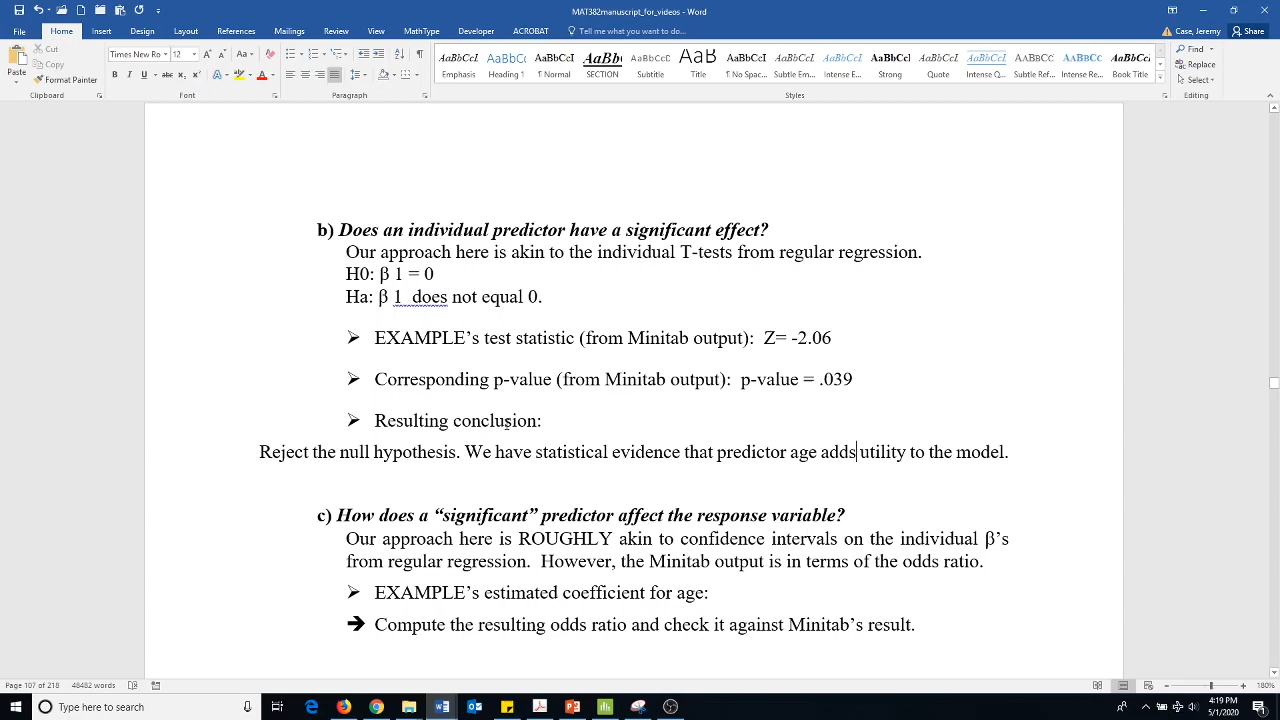 MAT382manuscript_for_videos - Word
File Home Insert Draw Design Layout References Mailings Review View Developer ACROBAT Tell me what you want to do... Case, Jeremy Share
Paste Cut Copy Format Painter
Times New Ro 12
Emphasis Heading 1 ¶ Normal SECTION Subtitle Title ¶ No Spac... Subtle Em... Intense E... Strong Quote Intense Q... Subtle Ref... Intense Re... Book Title
Find Replace Select
Clipboard Font Paragraph Styles Editing
b) Does an individual predictor have a significant effect?
Our approach here is akin to the individual T-tests from regular regression.
H0: β 1 = 0
Ha: β 1  does not equal 0.
➢ EXAMPLE’s test statistic (from Minitab output):  Z= -2.06
➢ Corresponding p-value (from Minitab output):  p-value = .039
➢ Resulting conclusion:
Reject the null hypothesis. We have statistical evidence that predictor age adds utility to the model.
c) How does a “significant” predictor affect the response variable?
Our approach here is ROUGHLY akin to confidence intervals on the individual β’s
from regular regression.  However, the Minitab output is in terms of the odds ratio.
➢ EXAMPLE’s estimated coefficient for age:
➔ Compute the resulting odds ratio and check it against Minitab’s result.
Page 107 of 218 48482 words 180%
Type here to search
4:19 PM
5/1/2020